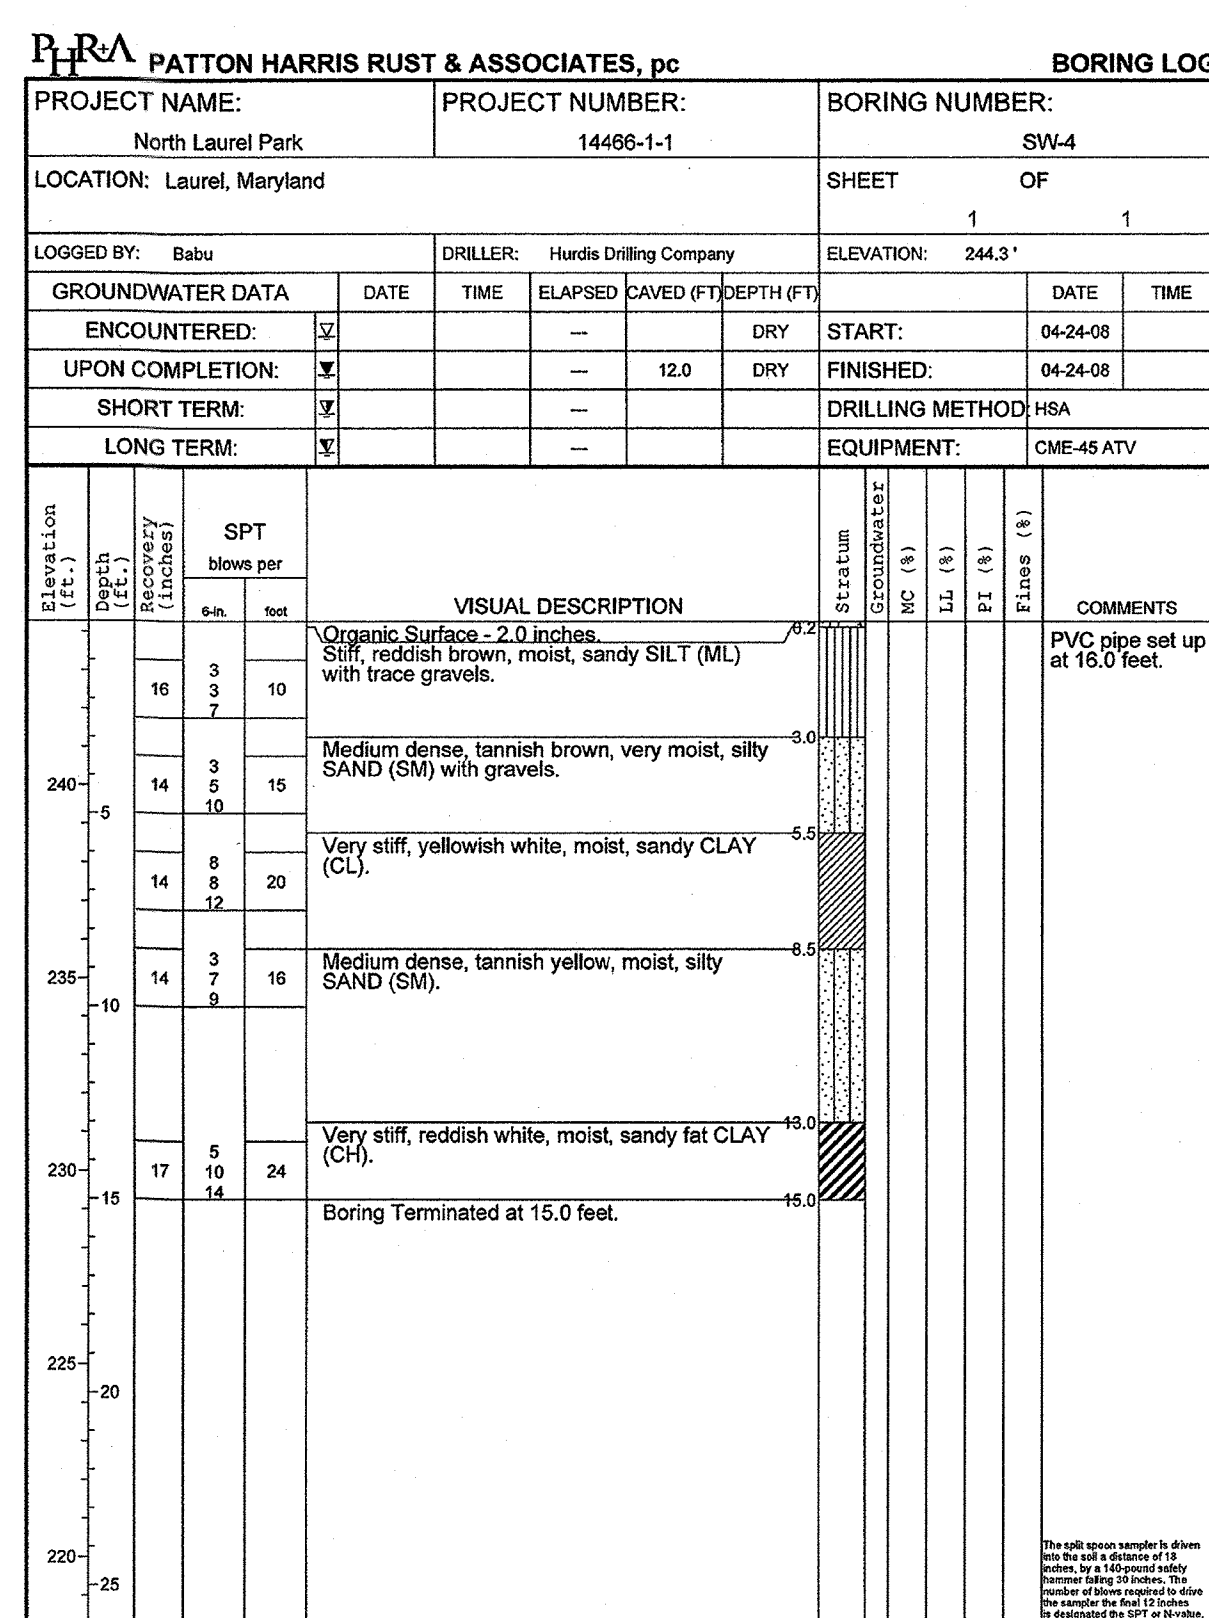 PHR+A PATTON HARRIS RUST & ASSOCIATES, pc BORING LOG
PROJECT NAME: PROJECT NUMBER: BORING NUMBER:
North Laurel Park 14466-1-1 SW-4
LOCATION: Laurel, Maryland SHEET OF
1 1
LOGGED BY: Babu DRILLER: Hurdis Drilling Company ELEVATION: 244.3 '
GROUNDWATER DATA DATE TIME ELAPSED CAVED (FT) DEPTH (FT) DATE TIME
ENCOUNTERED: — DRY START: 04-24-08
UPON COMPLETION: — 12.0 DRY FINISHED: 04-24-08
SHORT TERM: — DRILLING METHOD: HSA
LONG TERM: — EQUIPMENT: CME-45 ATV
Elevation (ft.)
Depth (ft.)
Recovery (inches)
SPT
blows per
6-in. foot
VISUAL DESCRIPTION
Stratum
Groundwater
MC (%)
LL (%)
PI (%)
Fines (%)
COMMENTS
Organic Surface - 2.0 inches. 0.2
Stiff, reddish brown, moist, sandy SILT (ML)
with trace gravels.
PVC pipe set up
at 16.0 feet.
3
16 3 10
7
3.0
Medium dense, tannish brown, very moist, silty
SAND (SM) with gravels.
3
240 14 5 15
10
5
5.5
Very stiff, yellowish white, moist, sandy CLAY
(CL).
8
14 8 20
12
8.5
Medium dense, tannish yellow, moist, silty
SAND (SM).
3
235 14 7 16
9
10
13.0
Very stiff, reddish white, moist, sandy fat CLAY
(CH).
5
230 17 10 24
14
15 15.0
Boring Terminated at 15.0 feet.
225
20
220
25
The split spoon sampler is driven
into the soil a distance of 18
inches, by a 140-pound safety
hammer falling 30 inches. The
number of blows required to drive
the sampler the final 12 inches
is designated the SPT or N-value.